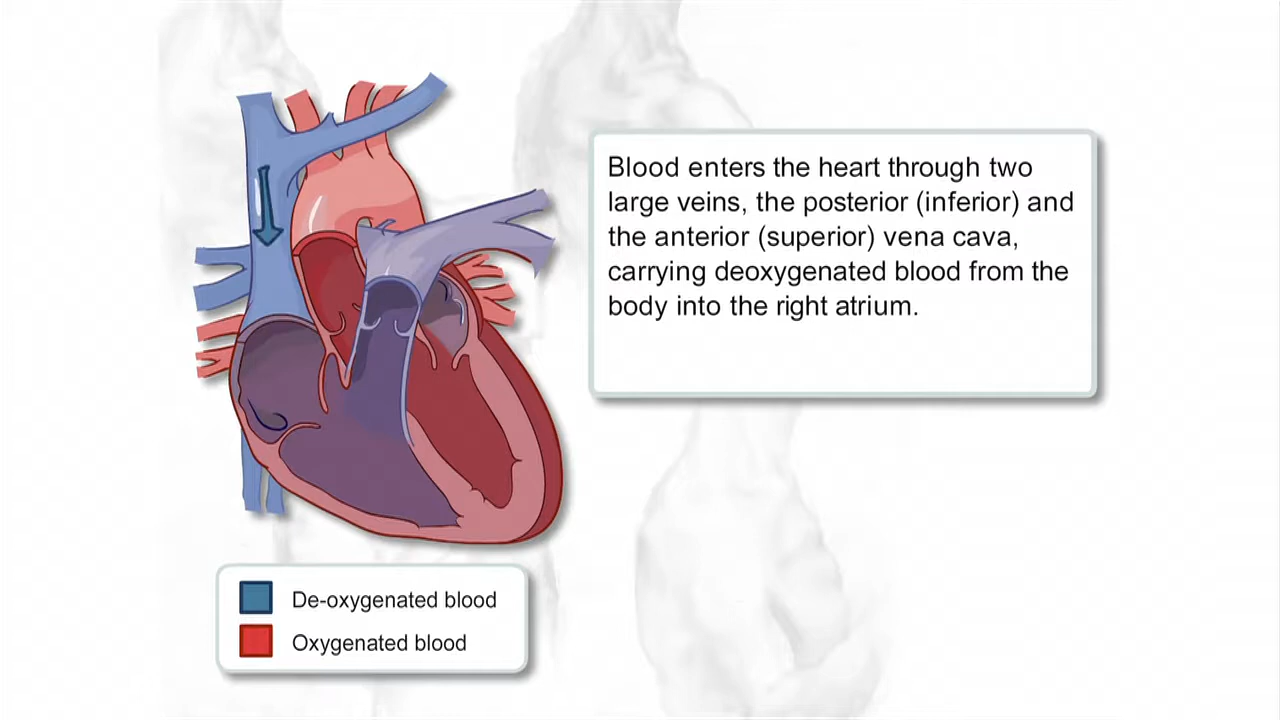 Blood enters the heart through two
large veins, the posterior (inferior) and
the anterior (superior) vena cava,
carrying deoxygenated blood from the
body into the right atrium.
De-oxygenated blood
Oxygenated blood